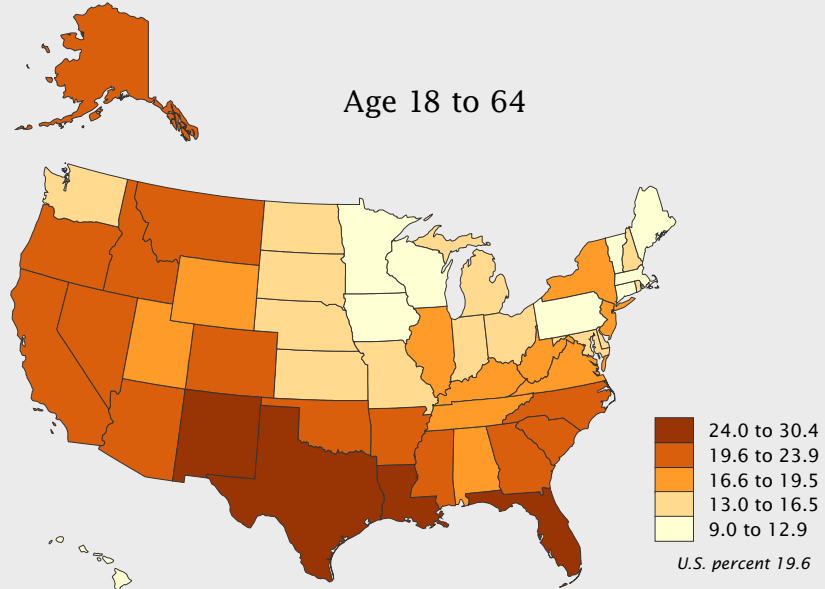 Age 18 to 64
24.0 to 30.4
19.6 to 23.9
16.6 to 19.5
13.0 to 16.5
9.0 to 12.9
U.S. percent 19.6